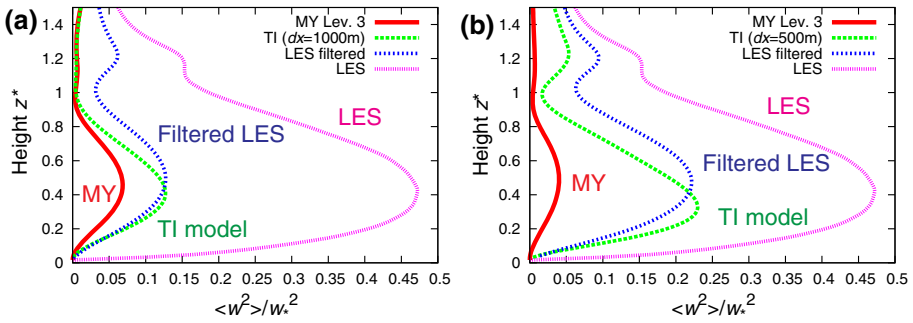 (a)
Height z*
1.4
1.2
1
0.8
0.6
0.4
0.2
0
MY Lev. 3
TI (dx=1000m)
LES filtered
LES
LES
Filtered LES
MY
TI model
0 0.05 0.1 0.15 0.2 0.25 0.3 0.35 0.4 0.45 0.5
<w²>/w*²
(b)
Height z*
1.4
1.2
1
0.8
0.6
0.4
0.2
0
MY Lev. 3
TI (dx=500m)
LES filtered
LES
LES
Filtered LES
MY
TI model
0 0.05 0.1 0.15 0.2 0.25 0.3 0.35 0.4 0.45 0.5
<w²>/w*²